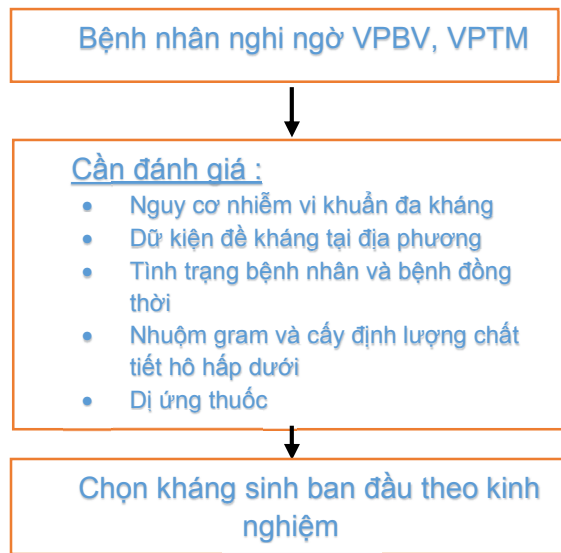 Bệnh nhân nghi ngờ VPBV, VPTM
Cần đánh giá :
• Nguy cơ nhiễm vi khuẩn đa kháng
• Dữ kiện đề kháng tại địa phương
• Tình trạng bệnh nhân và bệnh đồng
thời
• Nhuộm gram và cấy định lượng chất
tiết hô hấp dưới
• Dị ứng thuốc
Chọn kháng sinh ban đầu theo kinh
nghiệm